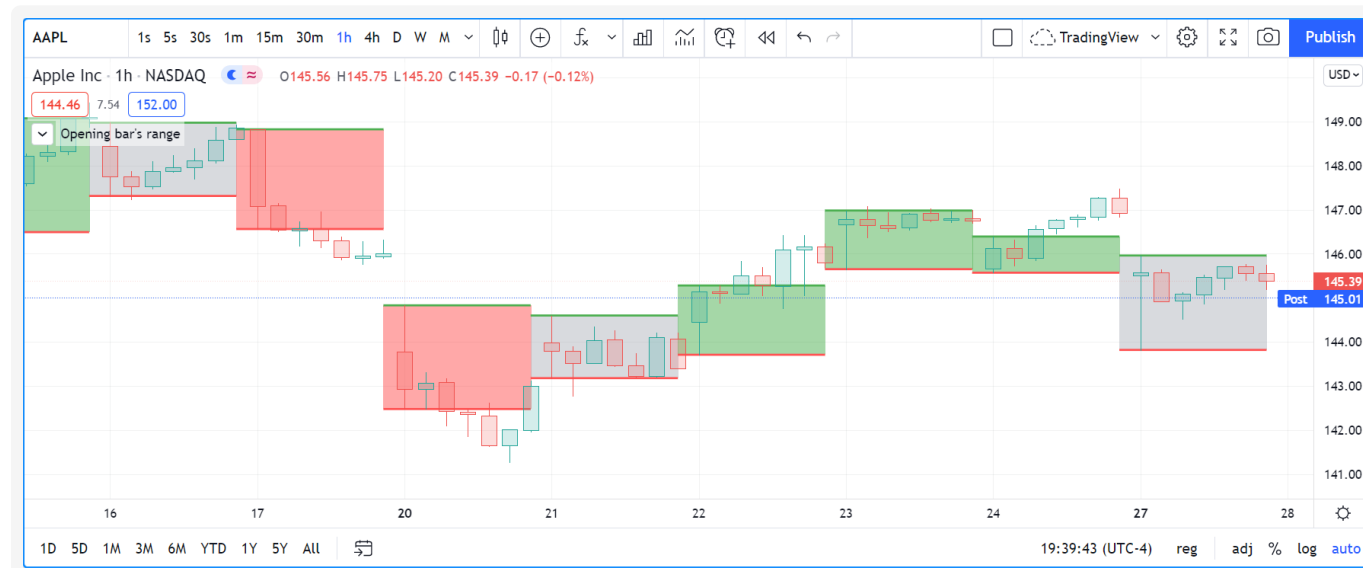 AAPL 1s 5s 30s 1m 15m 30m 1h 4h D W M TradingView Publish
Apple Inc · 1h · NASDAQ O145.56 H145.75 L145.20 C145.39 −0.17 (−0.12%) USD
144.46 7.54 152.00
Opening bar's range
149.00
148.00
147.00
146.00
145.39
Post 145.01
144.00
143.00
142.00
141.00
16 17 20 21 22 23 24 27 28
1D 5D 1M 3M 6M YTD 1Y 5Y All 19:39:43 (UTC-4) reg adj % log auto